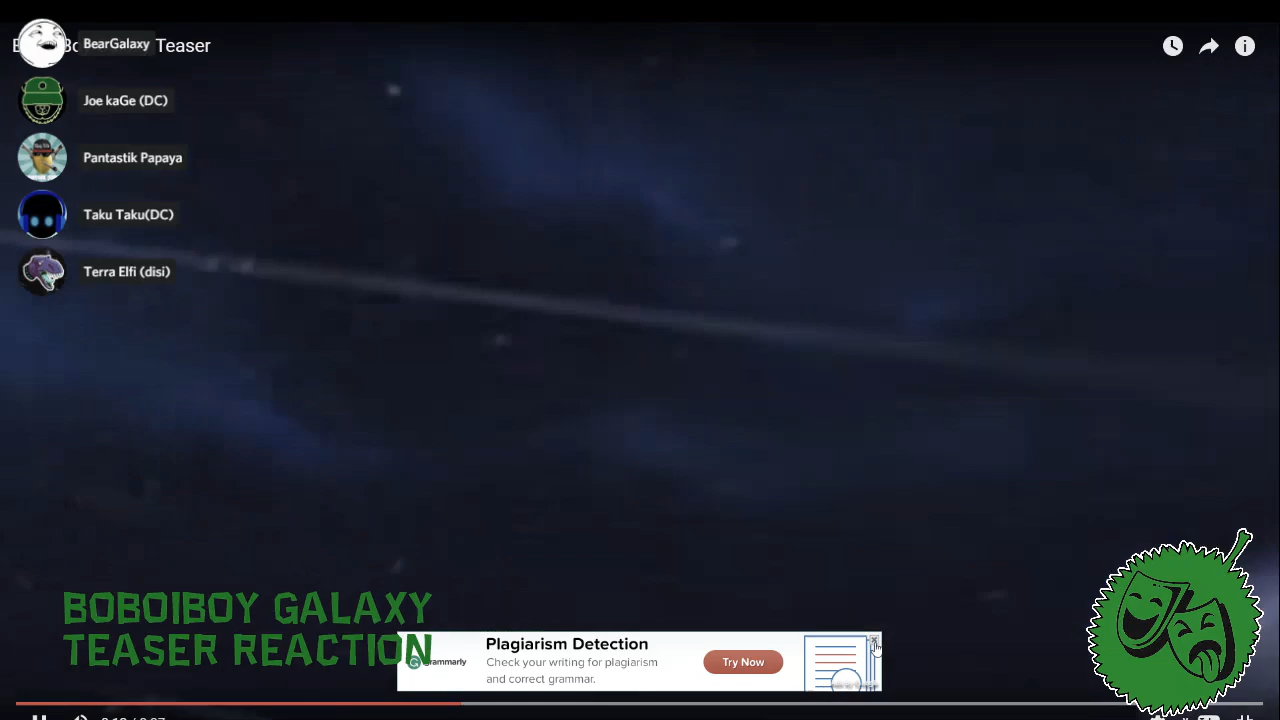 Teaser
BearGalaxy
Joe kaGe (DC)
Pantastik Papaya
Taku Taku(DC)
Terra Elfi (disi)
BOBOIBOY GALAXY
TEASER REACTION
grammarly
Plagiarism Detection
Check your writing for plagiarism
and correct grammar.
Try Now